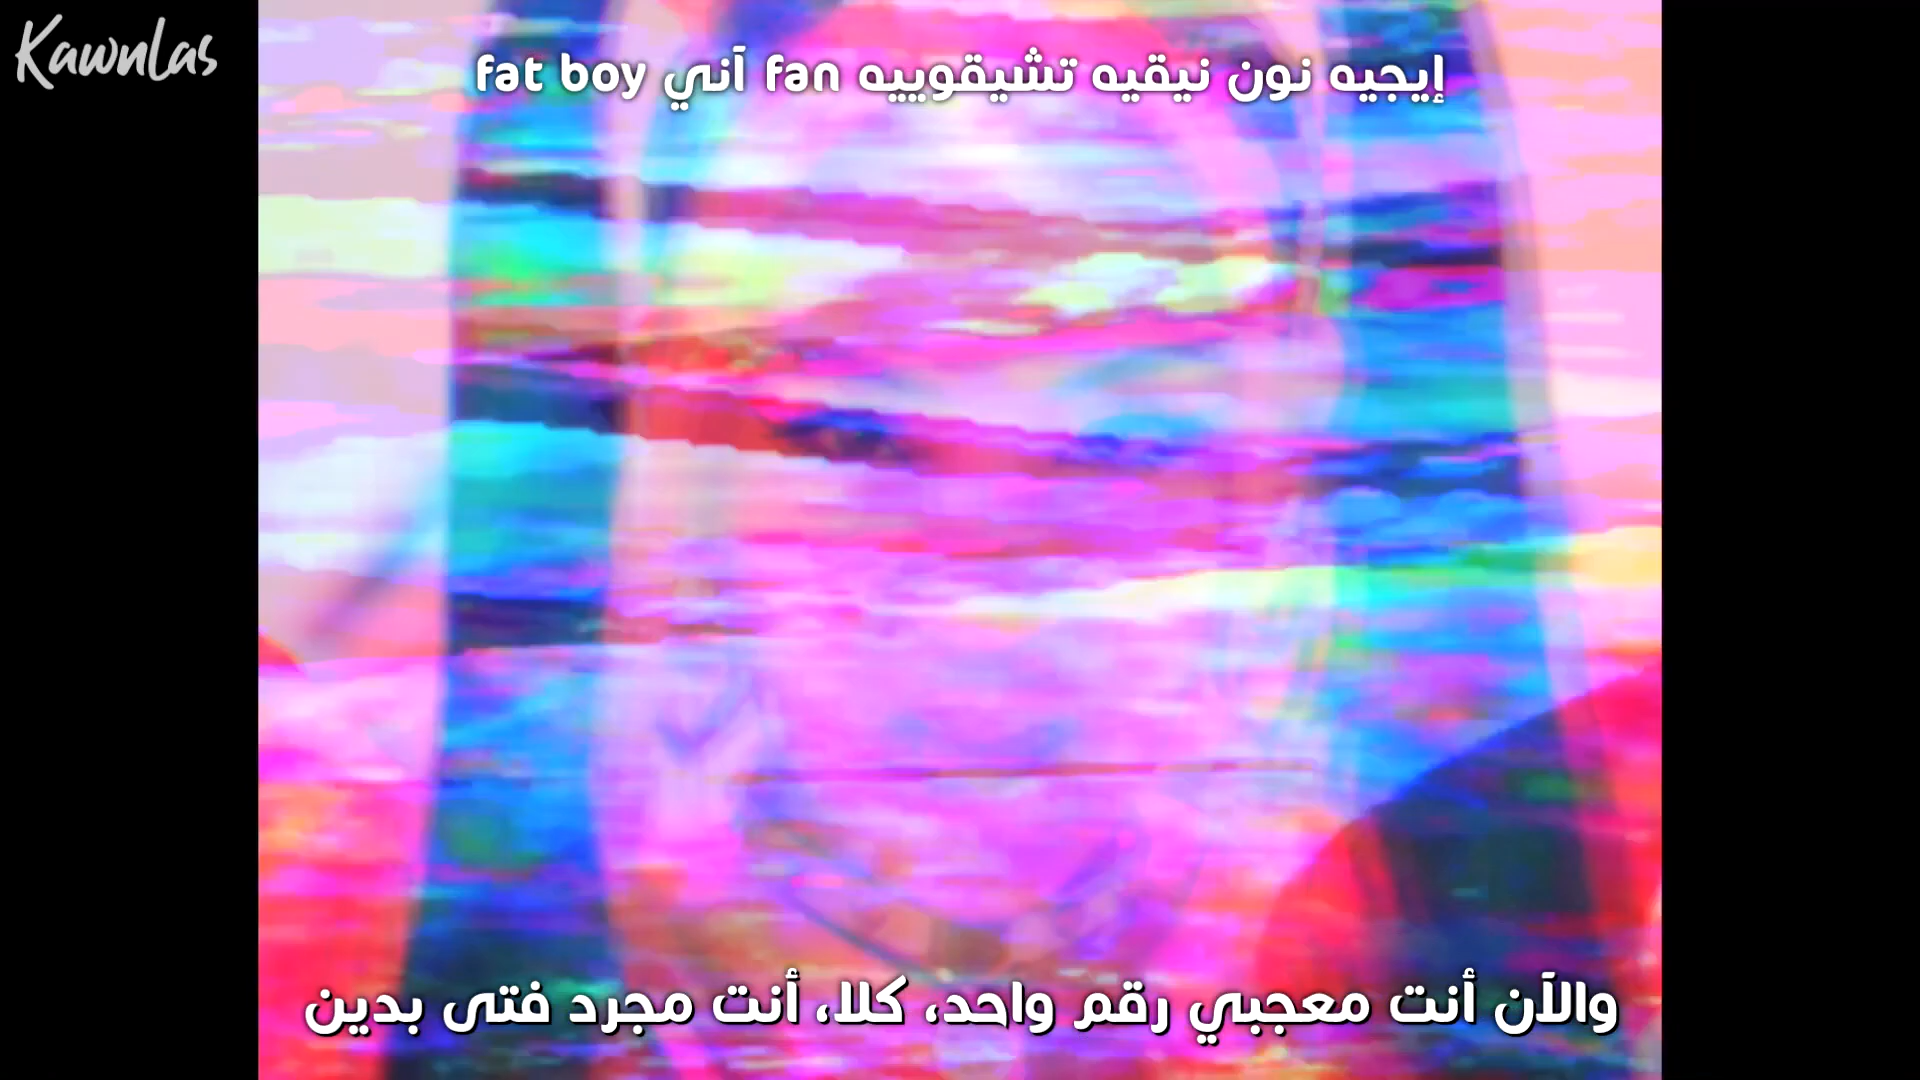 Kawnlas
إيجيه نون نيقيه تشيقوييه fan آني fat boy
والآن أنت معجبي رقم واحد، كلا، أنت مجرد فتى بدين